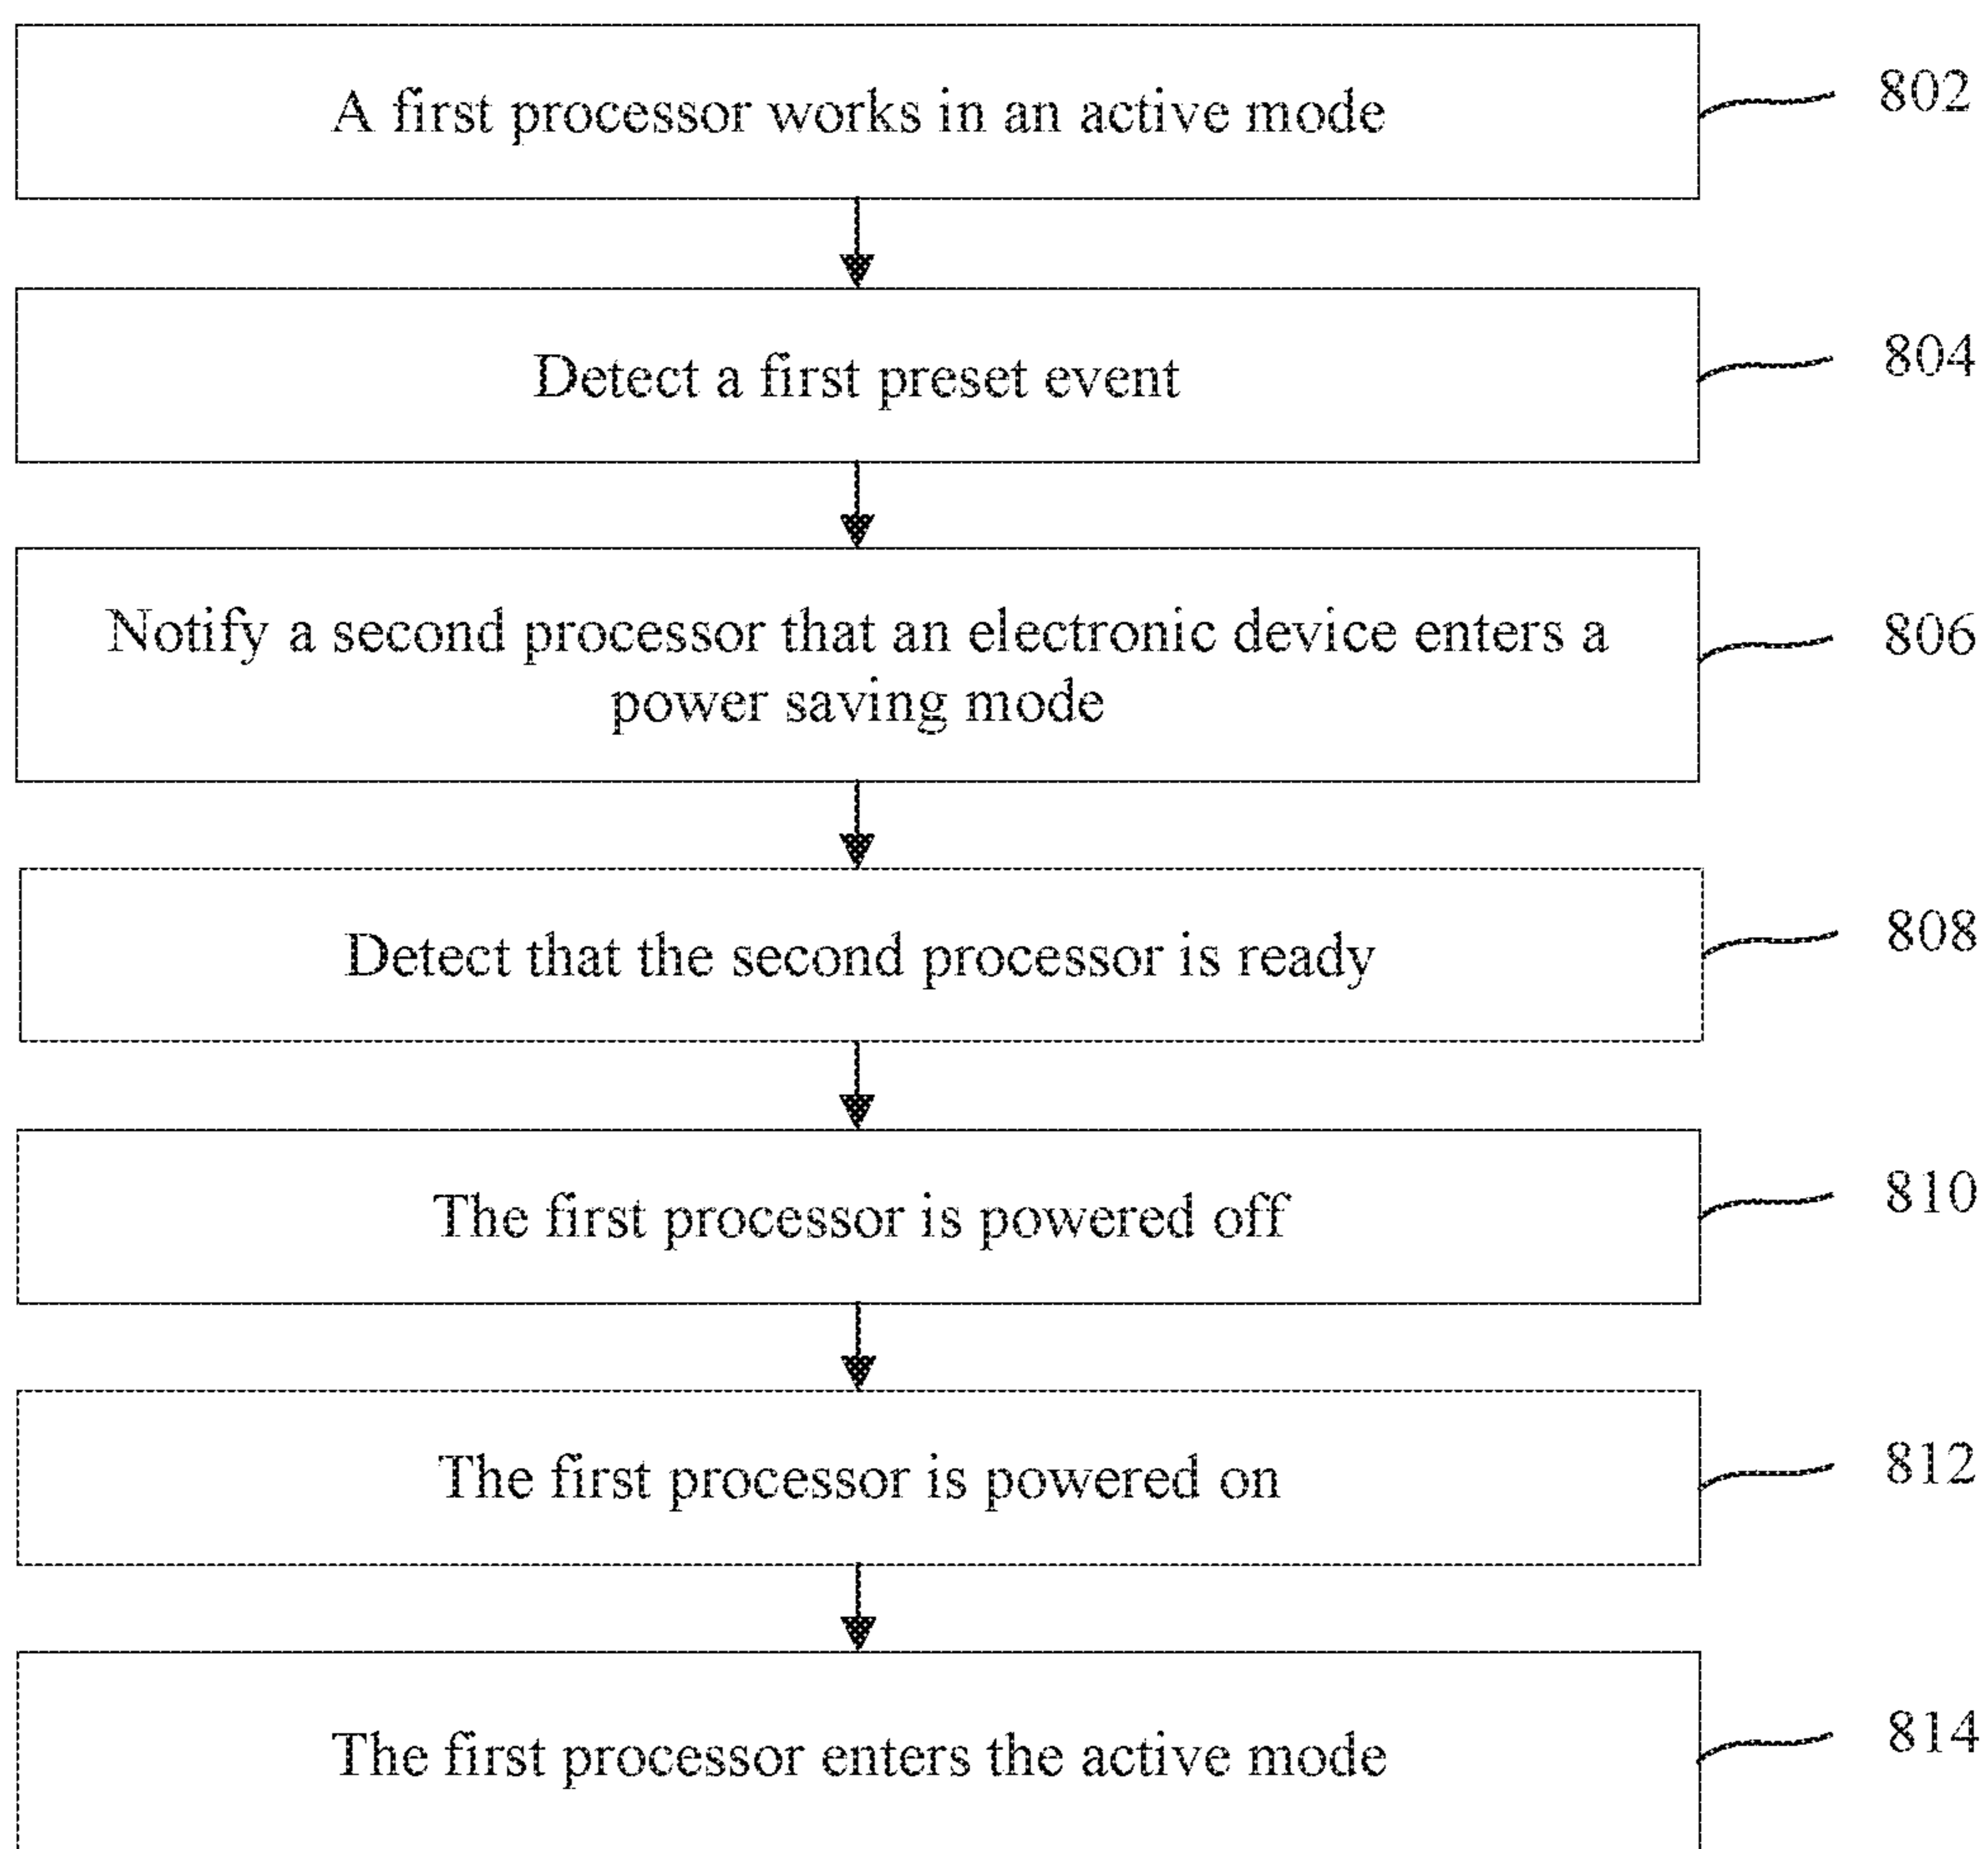 A first processor works in an active mode
802
Detect a first preset event
804
Notify a second processor that an electronic device enters a
power saving mode
806
Detect that the second processor is ready
808
The first processor is powered off
810
The first processor is powered on
812
The first processor enters the active mode
814